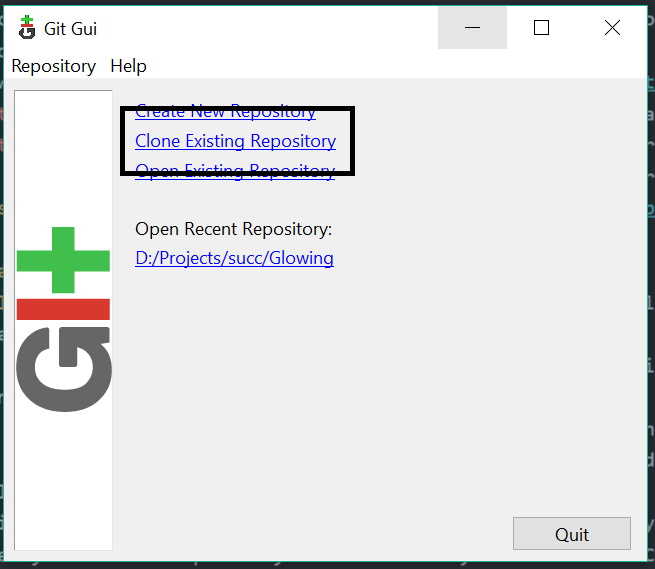 Git Gui
Repository Help
Create New Repository
Clone Existing Repository
Open Existing Repository
Open Recent Repository:
D:/Projects/succ/Glowing
Git
Quit